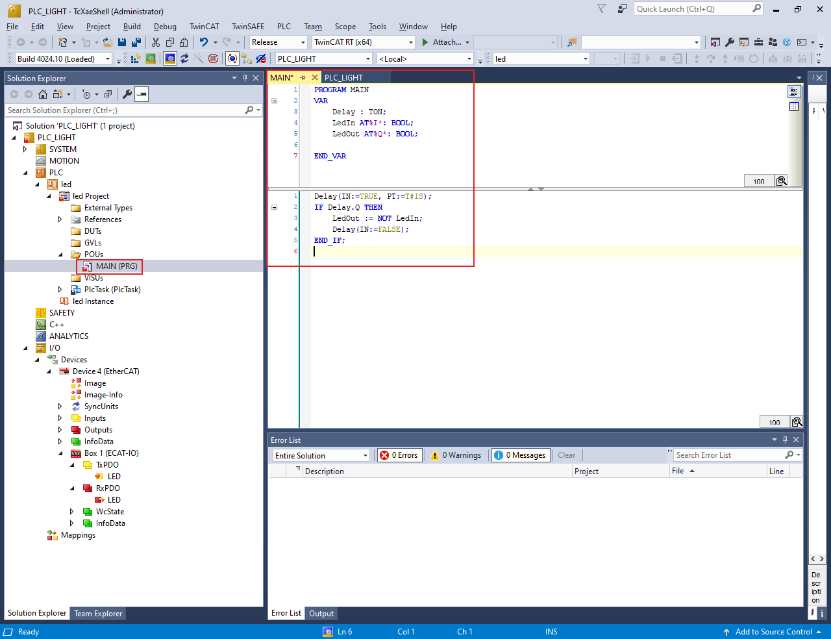 PLC_LIGHT - TcXaeShell (Administrator)
Quick Launch (Ctrl+Q)
File Edit View Project Build Debug TwinCAT TwinSAFE PLC Team Scope Tools Window Help
Release TwinCAT RT (x64) Attach...
Build 4024.10 (Loaded) PLC_LIGHT <Local> led
Solution Explorer
Search Solution Explorer (Ctrl+;)
Solution 'PLC_LIGHT' (1 project)
PLC_LIGHT
SYSTEM
MOTION
PLC
led
led Project
External Types
References
DUTs
GVLs
POUs
MAIN (PRG)
VISUs
PlcTask (PlcTask)
led Instance
SAFETY
C++
ANALYTICS
I/O
Devices
Device 4 (EtherCAT)
Image
Image-Info
SyncUnits
Inputs
Outputs
InfoData
Box 1 (ECAT-IO)
TxPDO
LED
RxPDO
LED
WcState
InfoData
Mappings
Solution Explorer Team Explorer
MAIN* PLC_LIGHT
1 PROGRAM MAIN
2 VAR
3 Delay : TON;
4 LedIn AT%I*: BOOL;
5 LedOut AT%Q*: BOOL;
6
7 END_VAR
100
1 Delay(IN:=TRUE, PT:=T#1S);
2 IF Delay.Q THEN
3 LedOut := NOT LedIn;
4 Delay(IN:=FALSE);
5 END_IF;
6
100
Error List
Entire Solution 0 Errors 0 Warnings 0 Messages Clear Search Error List
Description Project File Line
Error List Output
De
scr
ipti
on
Ready Ln 6 Col 1 Ch 1 INS Add to Source Control